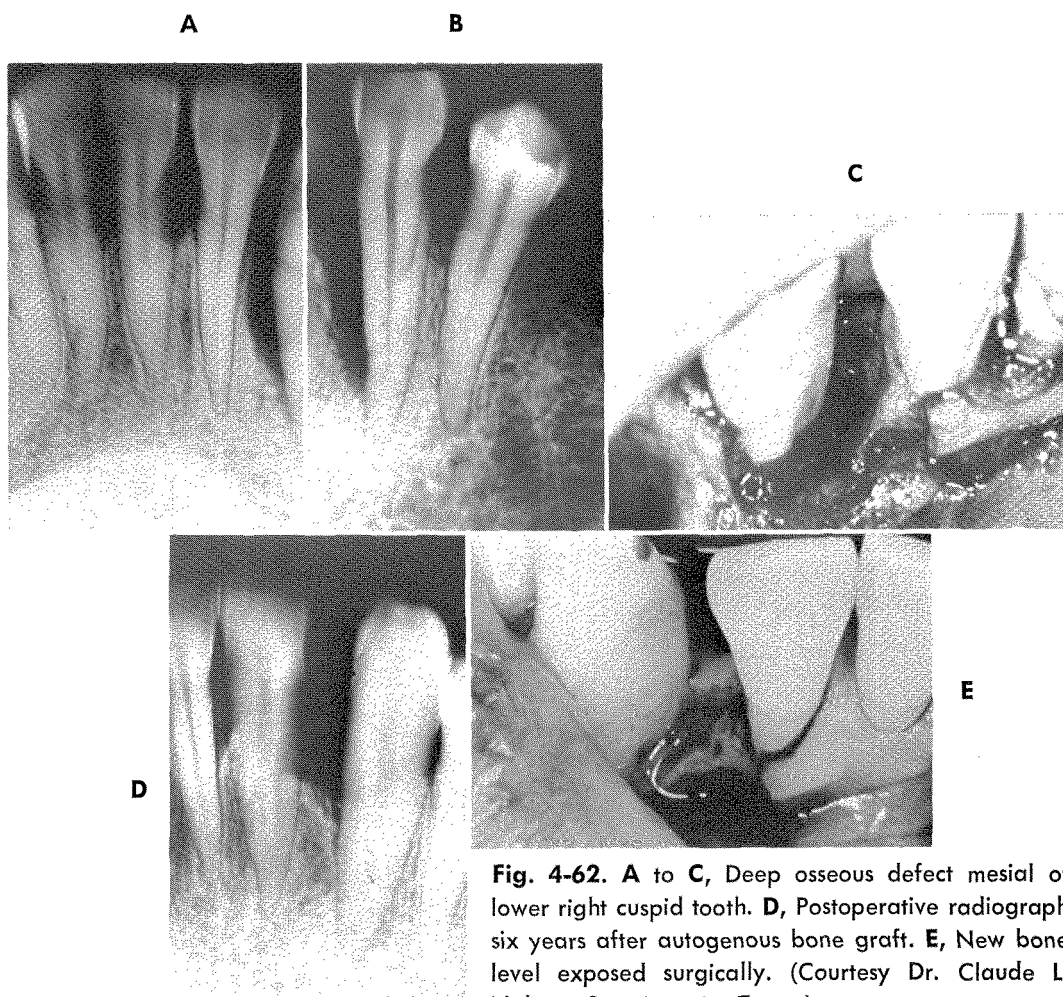 A B
C
D
E
Fig. 4-62. A to C, Deep osseous defect mesial o
lower right cuspid tooth. D, Postoperative radiograph
six years after autogenous bone graft. E, New bone
level exposed surgically. (Courtesy Dr. Claude L